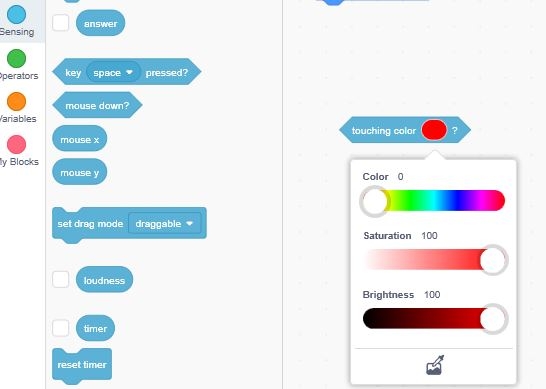 answer
Sensing
key space pressed?
Operators
mouse down?
touching color ?
Variables
mouse x
My Blocks
mouse y
Color 0
set drag mode draggable
Saturation 100
loudness
Brightness 100
timer
reset timer